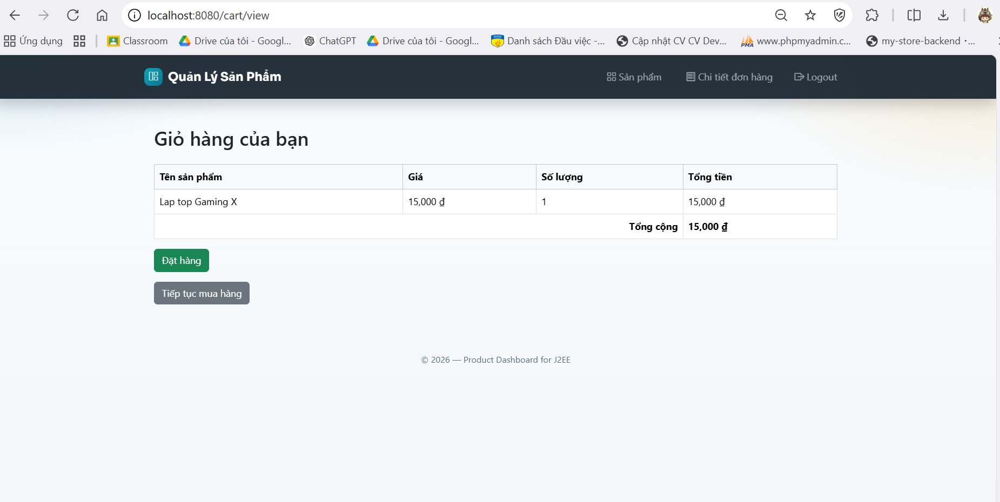 localhost:8080/cart/view
Ứng dụng Classroom Drive của tôi - Googl... ChatGPT Drive của tôi - Googl... Danh sách Đầu việc -... Cập nhật CV CV Dev... PMA www.phpmyadmin.c... my-store-backend · ...
Quản Lý Sản Phẩm Sản phẩm Chi tiết đơn hàng Logout
Giỏ hàng của bạn
Tên sản phẩm Giá Số lượng Tổng tiền
Lap top Gaming X 15,000 ₫ 1 15,000 ₫
Tổng cộng 15,000 ₫
Đặt hàng
Tiếp tục mua hàng
© 2026 — Product Dashboard for J2EE